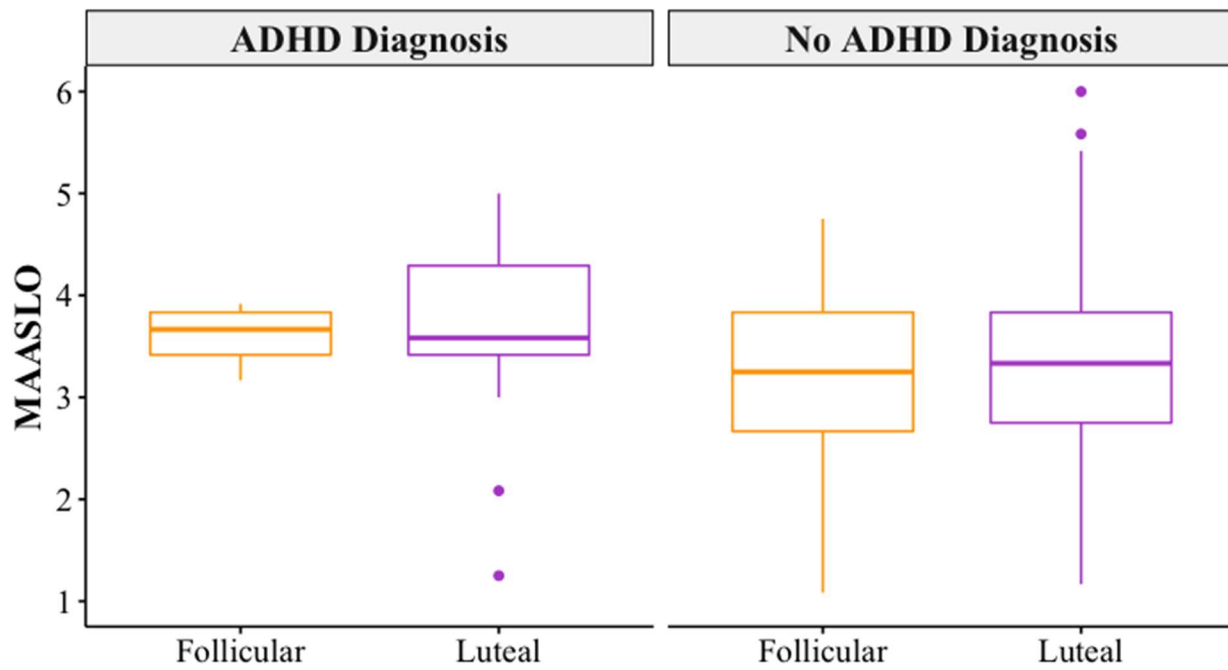 ADHD Diagnosis
No ADHD Diagnosis
MAASLO
6
5
4
3
2
1
Follicular
Luteal
Follicular
Luteal